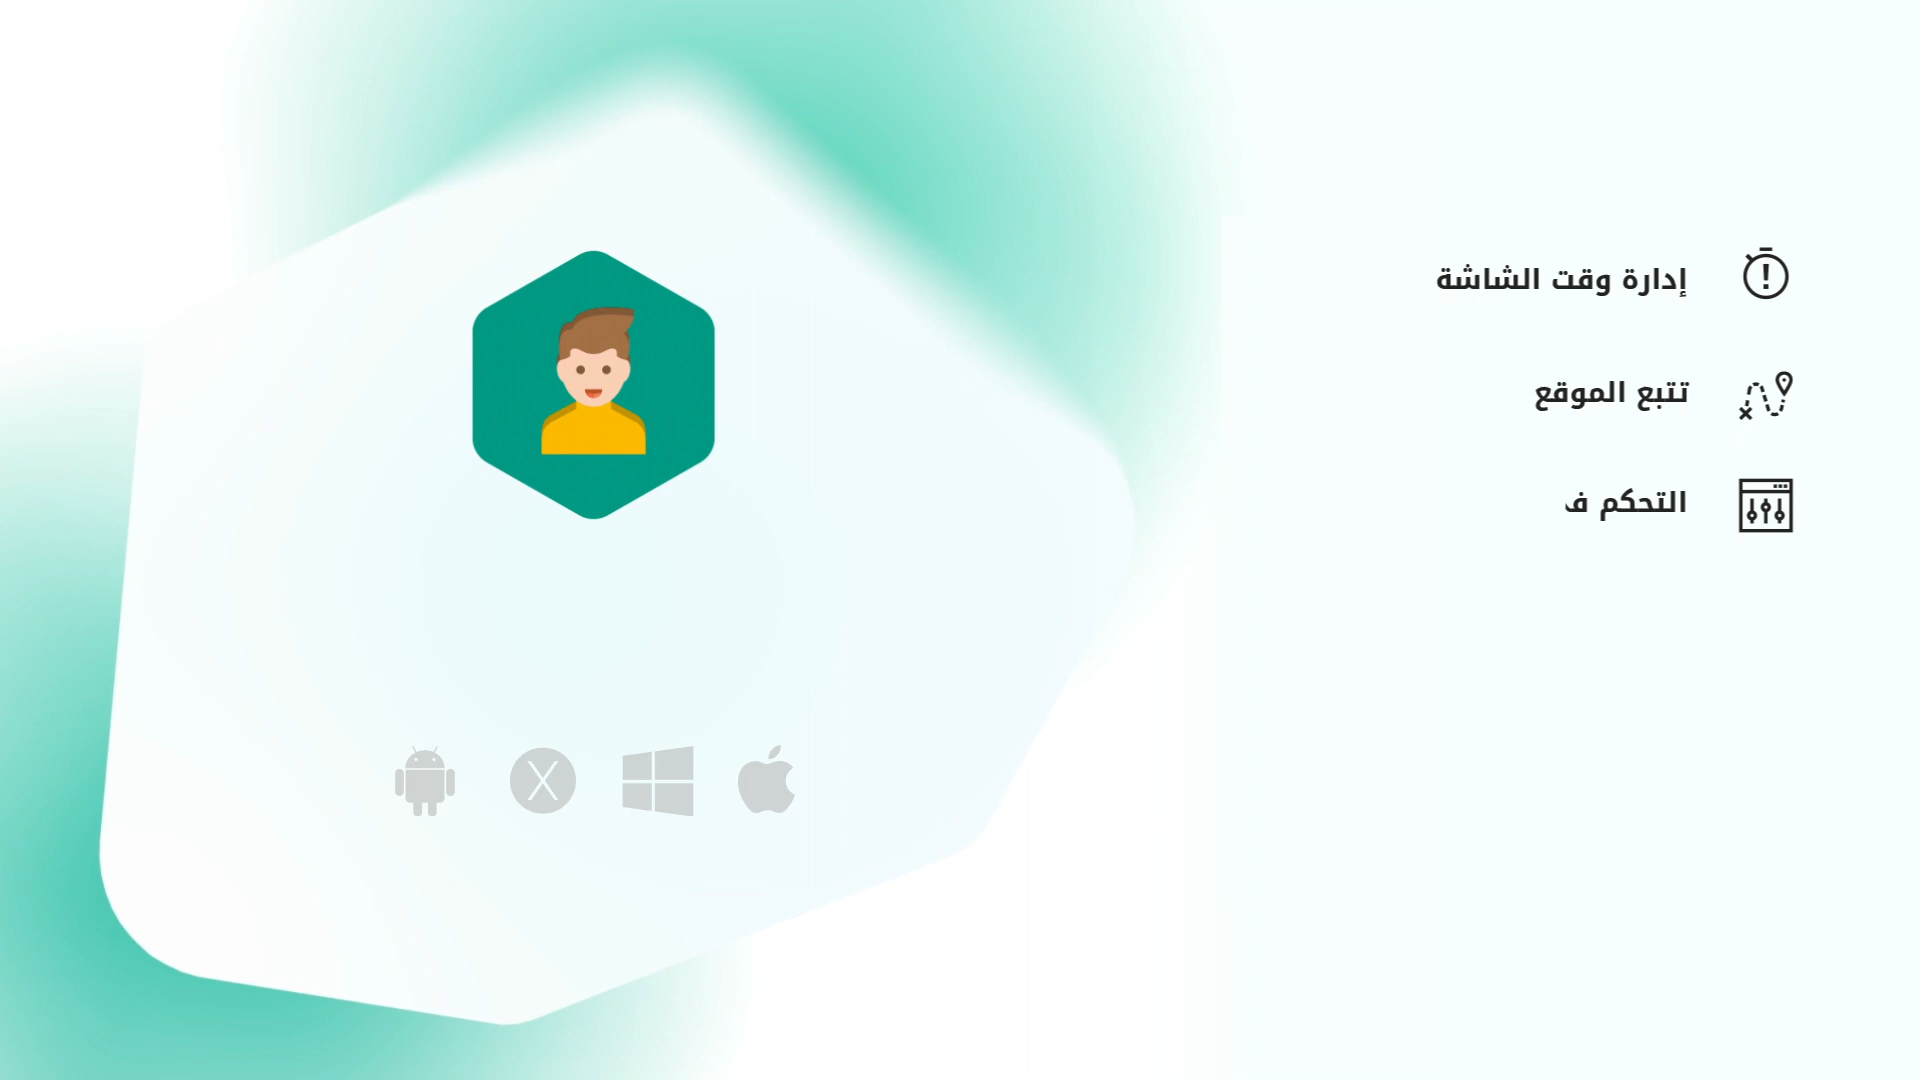 إدارة وقت الشاشة
تتبع الموقع
التحكم ف